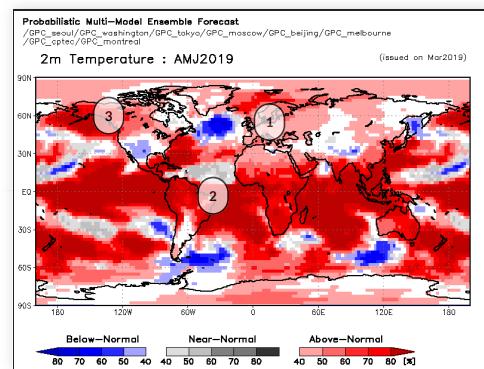 Probabilistic Multi-Model Ensemble Forecast
/GPC_seoul/GPC_washington/GPC_tokyo/GPC_moscow/GPC_beijing/GPC_melbourne
/GPC_cptec/GPC_montreal
2m Temperature : AMJ2019 (issued on Mar2019)
90N
60N
30N
EQ
30S
60S
90S
3
1
2
180 120W 60W 0 60E 120E 180
Below-Normal Near-Normal Above-Normal
80 70 60 50 40 40 50 60 70 80 40 50 60 70 80 [%]